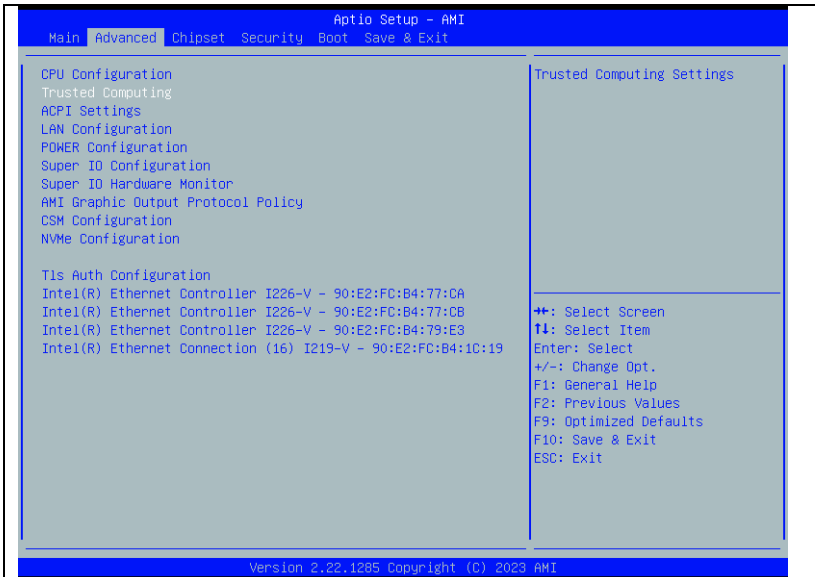 Aptio Setup – AMI
Main Advanced Chipset Security Boot Save & Exit
CPU Configuration
Trusted Computing
ACPI Settings
LAN Configuration
POWER Configuration
Super IO Configuration
Super IO Hardware Monitor
AMI Graphic Output Protocol Policy
CSM Configuration
NVMe Configuration
Tls Auth Configuration
Intel(R) Ethernet Controller I226-V – 90:E2:FC:B4:77:CA
Intel(R) Ethernet Controller I226-V – 90:E2:FC:B4:77:CB
Intel(R) Ethernet Controller I226-V – 90:E2:FC:B4:79:E3
Intel(R) Ethernet Connection (16) I219-V – 90:E2:FC:B4:1C:19
Trusted Computing Settings
→←: Select Screen
↑↓: Select Item
Enter: Select
+/-: Change Opt.
F1: General Help
F2: Previous Values
F9: Optimized Defaults
F10: Save & Exit
ESC: Exit
Version 2.22.1285 Copyright (C) 2023 AMI